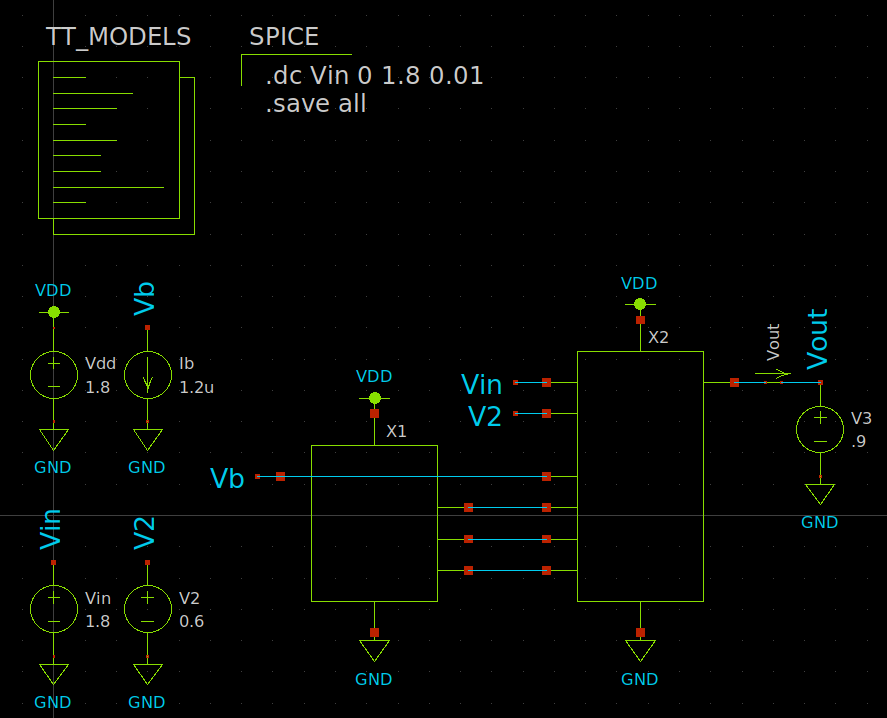 TT_MODELS
SPICE
.dc Vin 0 1.8 0.01
.save all
VDD
Vb
Vdd
1.8
Ib
1.2u
GND
GND
Vin
V2
Vin
1.8
V2
0.6
GND
GND
VDD
X1
Vb
GND
VDD
X2
Vin
V2
GND
Vout
Vout
V3
.9
GND